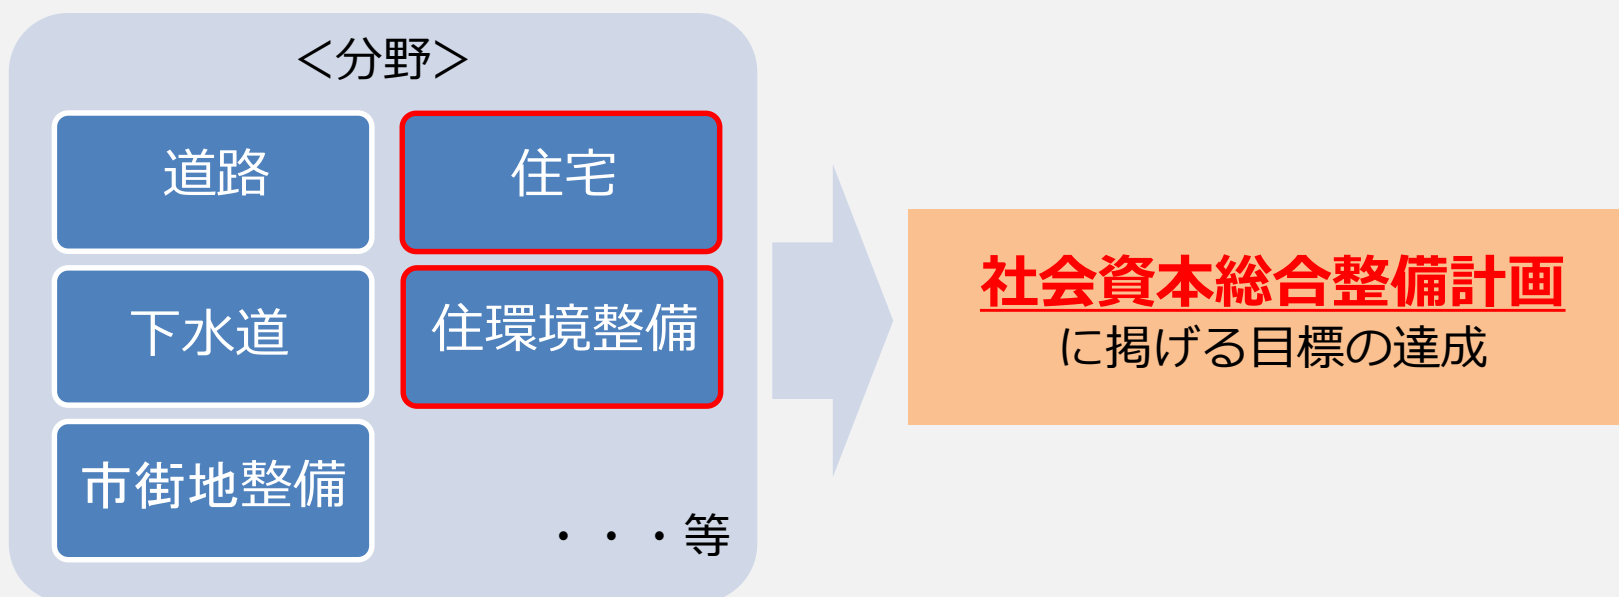 ＜分野＞
道路
住宅
下水道
住環境整備
市街地整備
・・・等
社会資本総合整備計画
に掲げる目標の達成